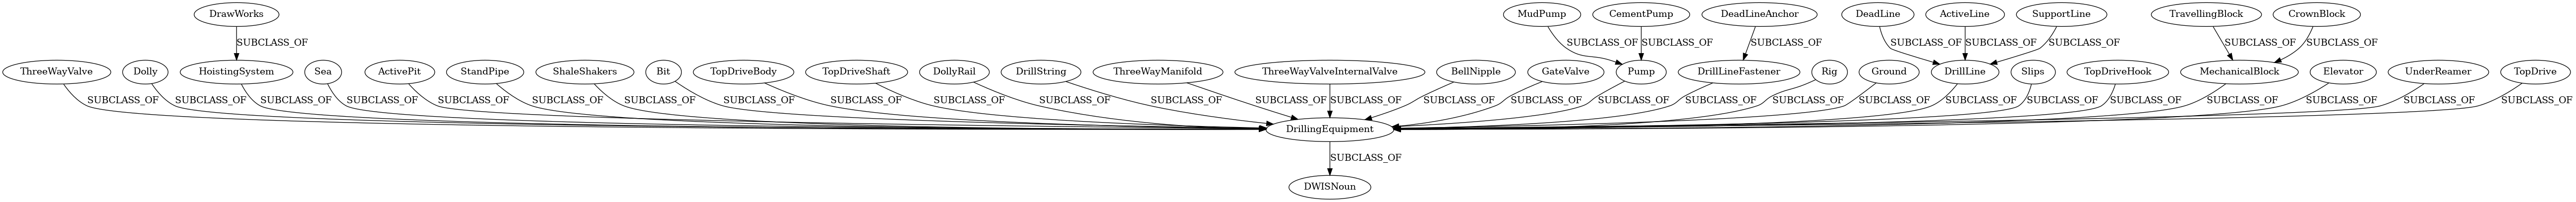 DrawWorks MudPump CementPump DeadLineAnchor DeadLine ActiveLine SupportLine TravellingBlock CrownBlock
SUBCLASS_OF SUBCLASS_OF SUBCLASS_OF SUBCLASS_OF SUBCLASS_OF SUBCLASS_OF SUBCLASS_OF SUBCLASS_OF SUBCLASS_OF
ThreeWayValve Dolly HoistingSystem Sea ActivePit StandPipe ShaleShakers Bit TopDriveBody TopDriveShaft DollyRail DrillString ThreeWayManifold ThreeWayValveInternalValve BellNipple GateValve Pump DrillLineFastener Rig Ground DrillLine Slips TopDriveHook MechanicalBlock Elevator UnderReamer TopDrive
SUBCLASS_OF SUBCLASS_OF SUBCLASS_OF SUBCLASS_OF SUBCLASS_OF SUBCLASS_OF SUBCLASS_OF SUBCLASS_OF SUBCLASS_OF SUBCLASS_OF SUBCLASS_OF SUBCLASS_OF SUBCLASS_OF SUBCLASS_OF SUBCLASS_OF SUBCLASS_OF SUBCLASS_OF SUBCLASS_OF SUBCLASS_OF SUBCLASS_OF SUBCLASS_OF SUBCLASS_OF SUBCLASS_OF SUBCLASS_OF SUBCLASS_OF SUBCLASS_OF SUBCLASS_OF
DrillingEquipment
SUBCLASS_OF
DWISNoun